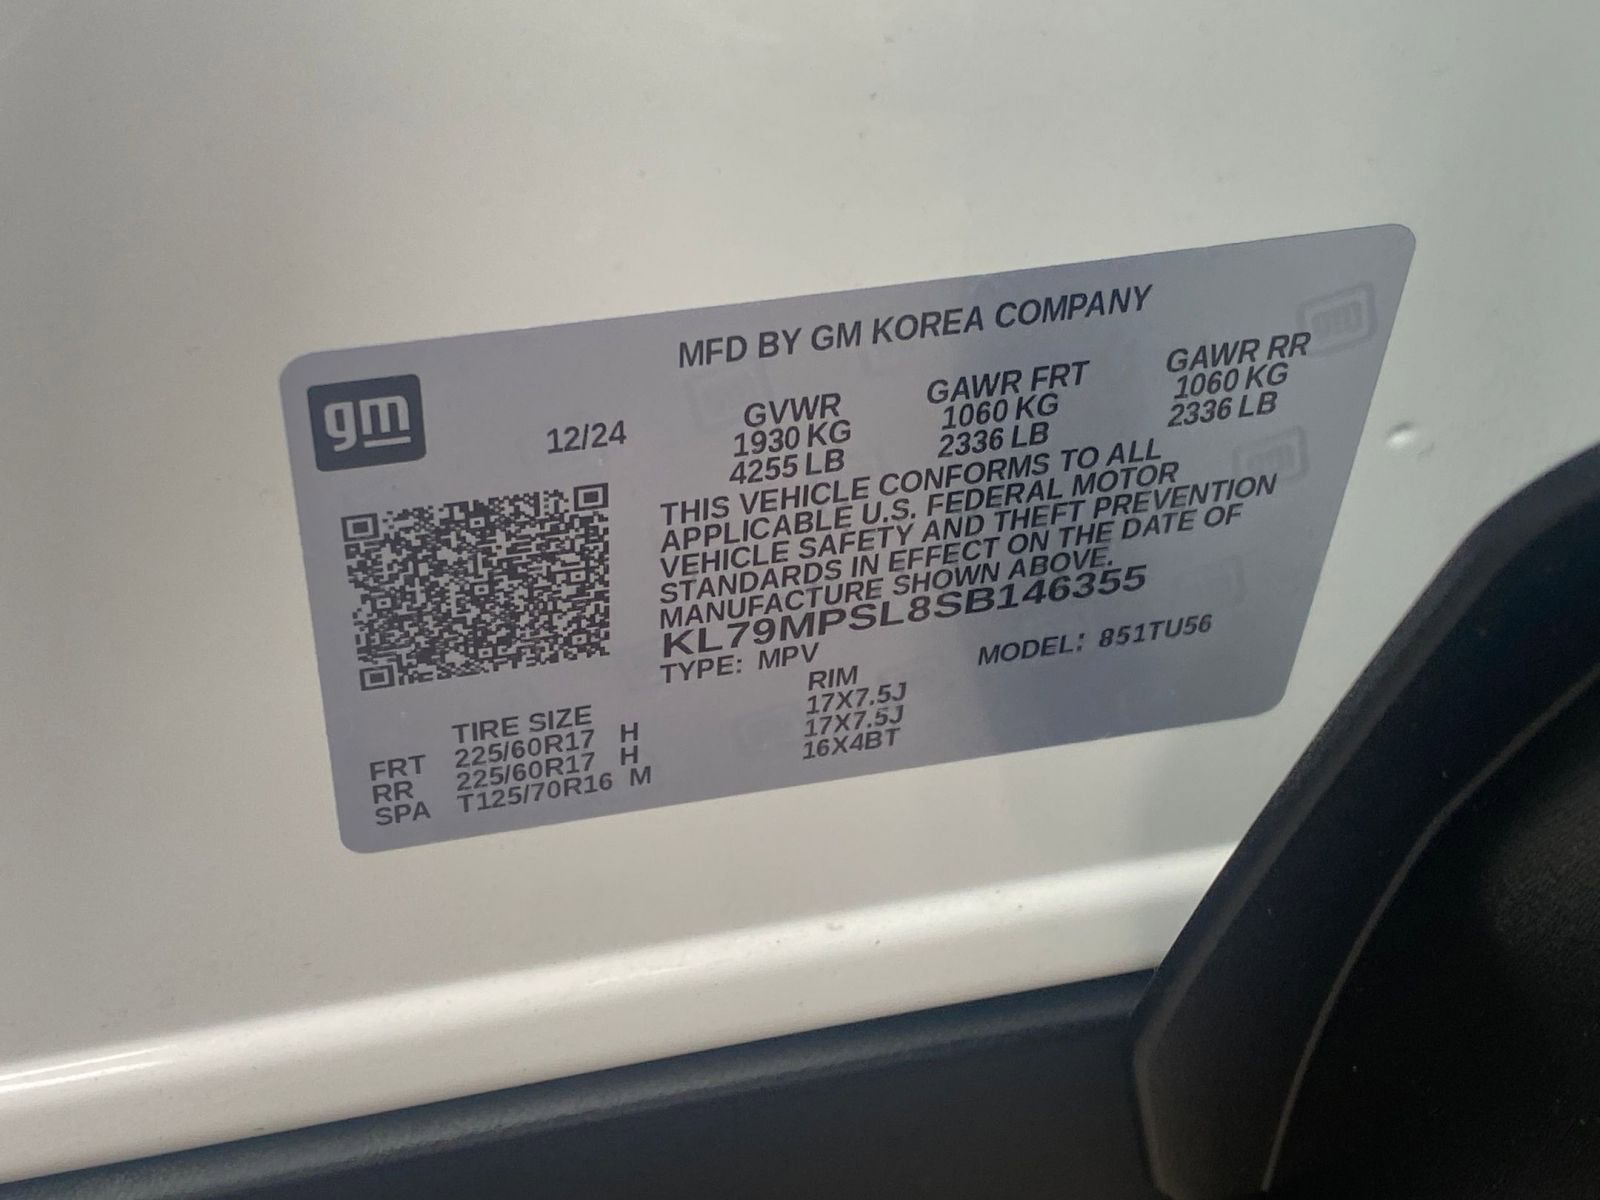 MFD BY GM KOREA COMPANY
gm
12/24
GVWR
1930 KG
4255 LB
GAWR FRT
1060 KG
2336 LB
GAWR RR
1060 KG
2336 LB
THIS VEHICLE CONFORMS TO ALL
APPLICABLE U.S. FEDERAL MOTOR
VEHICLE SAFETY AND THEFT PREVENTION
STANDARDS IN EFFECT ON THE DATE OF
MANUFACTURE SHOWN ABOVE.
KL79MPSL8SB146355
TYPE: MPV MODEL: 851TU56
TIRE SIZE RIM
FRT 225/60R17 H 17X7.5J
RR 225/60R17 H 17X7.5J
SPA T125/70R16 M 16X4BT